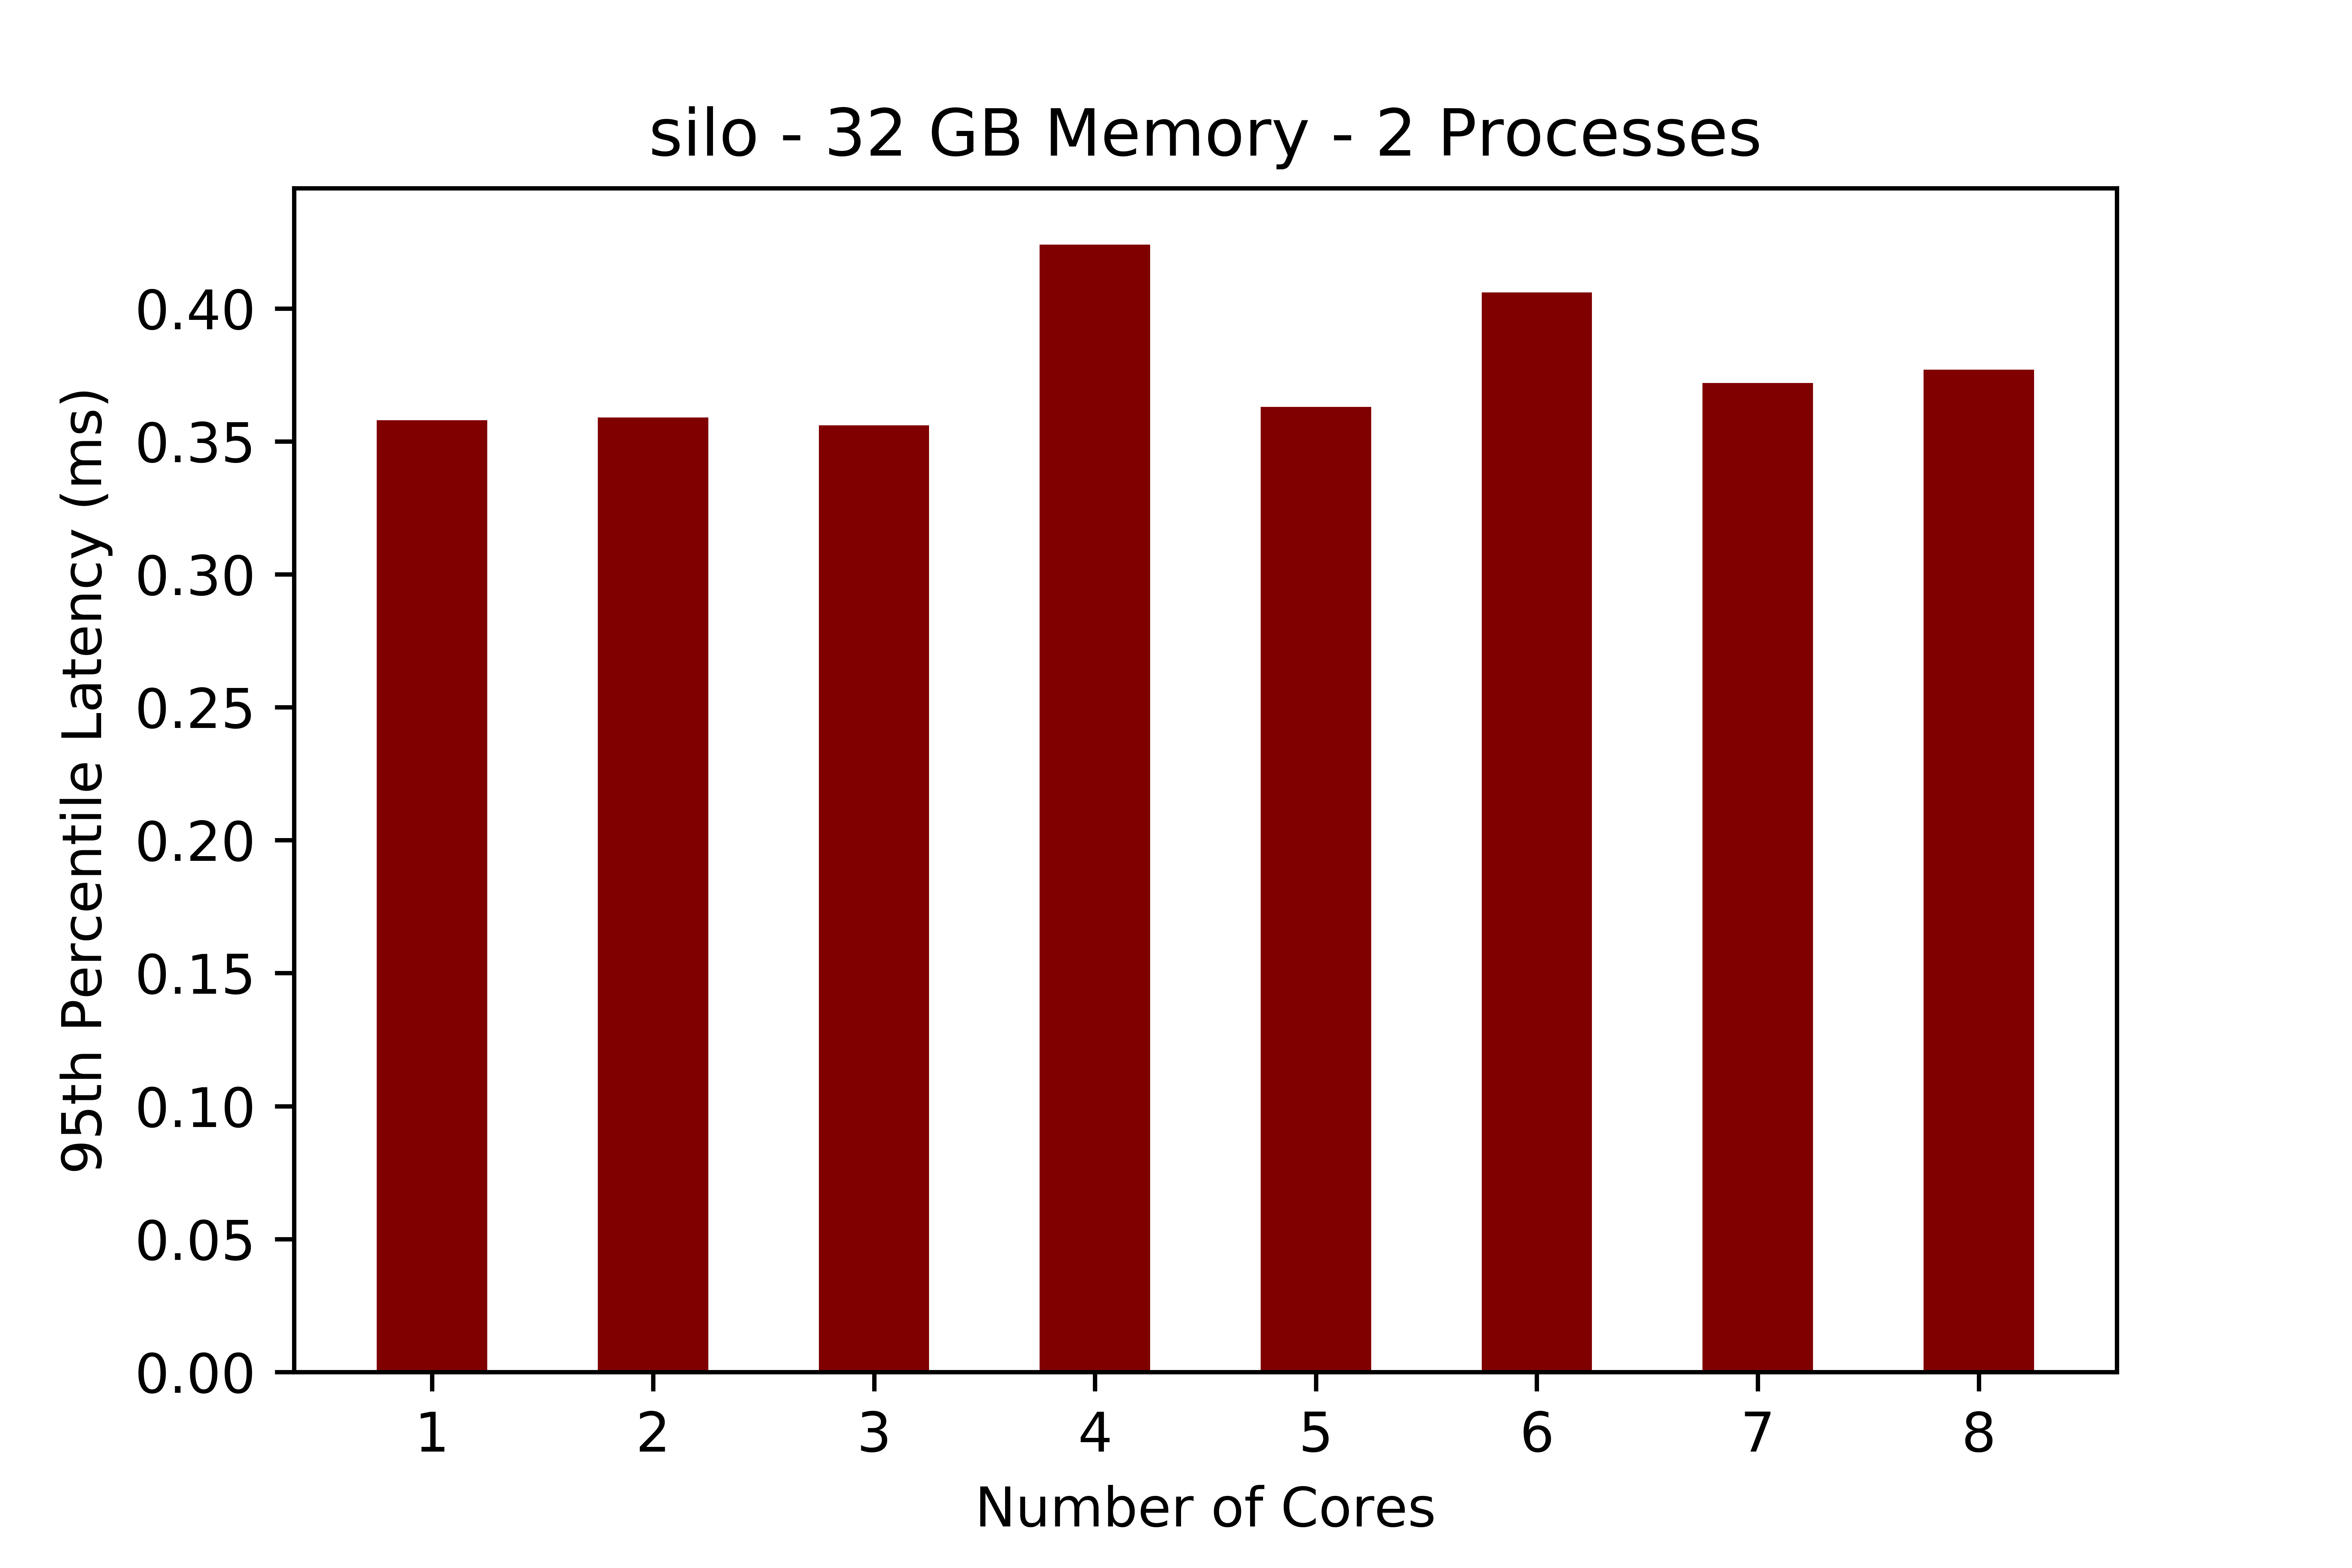 silo - 32 GB Memory - 2 Processes
95th Percentile Latency (ms)
0.40
0.35
0.30
0.25
0.20
0.15
0.10
0.05
0.00
1 2 3 4 5 6 7 8
Number of Cores